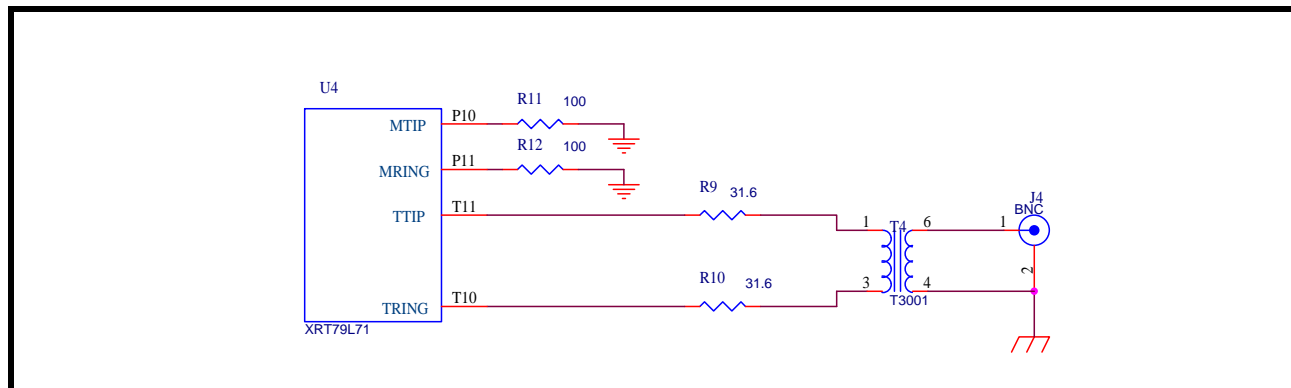 U4
R11 100
MTIP P10
R12 100
MRING P11
R9 31.6
TTIP T11
J4
BNC
1 T4 6 1
2
R10 31.6
3 4
TRING T10
T3001
XRT79L71